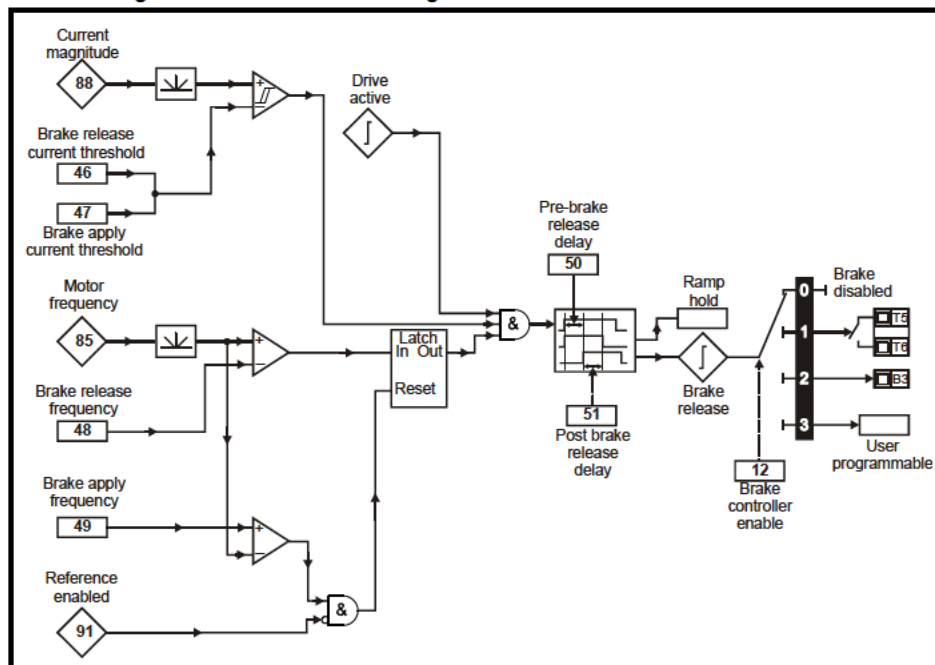 Current
magnitude
88
Brake release
current threshold
46
47
Brake apply
current threshold
Motor
frequency
85
Brake release
frequency
48
Brake apply
frequency
49
Reference
enabled
91
Drive
active
Latch
In Out
Reset
&
&
Pre-brake
release
delay
50
51
Post brake
release
delay
Ramp
hold
Brake
release
0
1
2
3
Brake
disabled
T5
T6
B3
User
programmable
12
Brake
controller
enable